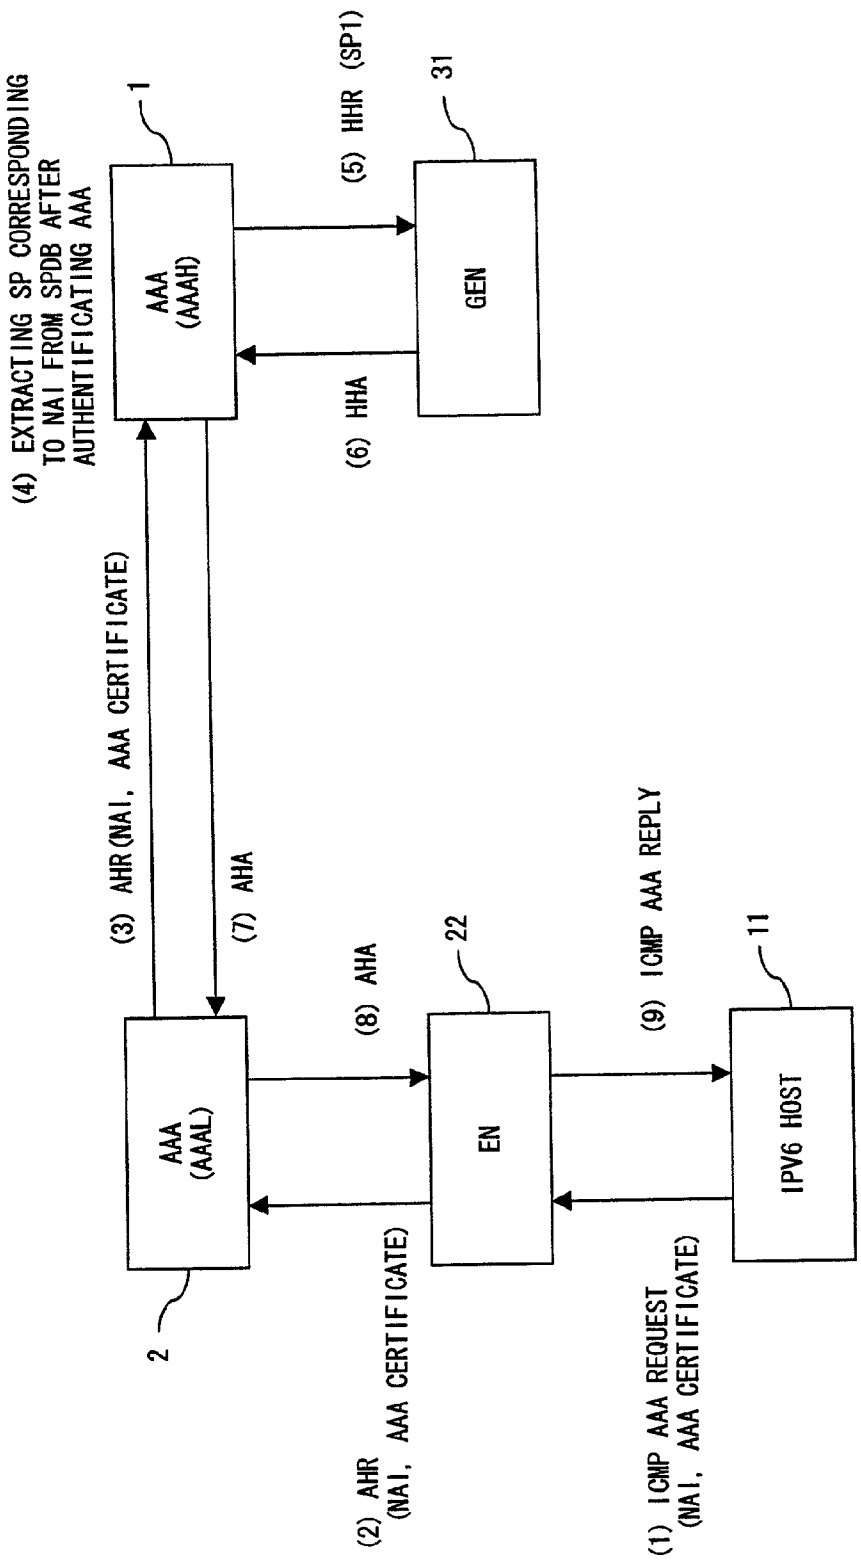 (4) EXTRACTING SP CORRESPONDING
TO NAI FROM SPDB AFTER
AUTHENTIFICATING AAA
1
AAA
(AAAH)
(3) AHR(NAI, AAA CERTIFICATE)
(7) AHA
2
AAA
(AAAL)
(5) HHR (SP1)
(6) HHA
31
GEN
(2) AHR
(NAI, AAA CERTIFICATE)
(8) AHA
22
EN
(1) ICMP AAA REQUEST
(NAI, AAA CERTIFICATE)
(9) ICMP AAA REPLY
11
IPV6 HOST